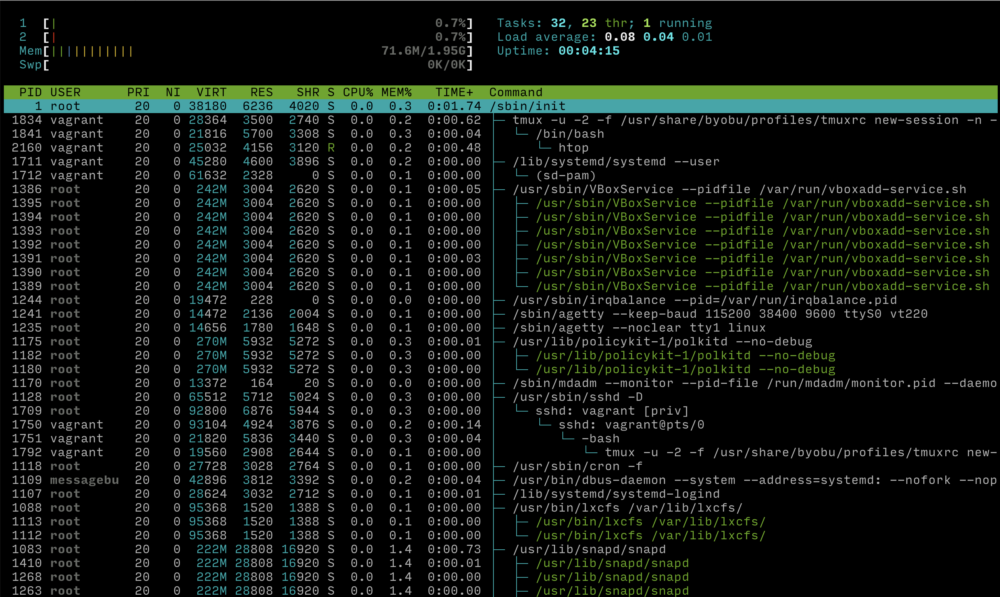 1 [| 0.7%] Tasks: 32, 23 thr; 1 running
2 [| 0.7%] Load average: 0.08 0.04 0.01
Mem[||||||||||| 71.6M/1.95G] Uptime: 00:04:15
Swp[ 0K/0K]
PID USER PRI NI VIRT RES SHR S CPU% MEM% TIME+ Command
1 root 20 0 38180 6236 4020 S 0.0 0.3 0:01.74 /sbin/init
1834 vagrant 20 0 28364 3500 2740 S 0.0 0.2 0:00.62 ├─ tmux -u -2 -f /usr/share/byobu/profiles/tmuxrc new-session -n -
1841 vagrant 20 0 21816 5700 3308 S 0.0 0.3 0:00.04 │ └─ /bin/bash
2160 vagrant 20 0 25032 4156 3120 R 0.0 0.2 0:00.48 │ └─ htop
1711 vagrant 20 0 45280 4600 3896 S 0.0 0.2 0:00.00 ├─ /lib/systemd/systemd --user
1712 vagrant 20 0 61632 2328 0 S 0.0 0.1 0:00.00 │ └─ (sd-pam)
1386 root 20 0 242M 3004 2620 S 0.0 0.1 0:00.05 ├─ /usr/sbin/VBoxService --pidfile /var/run/vboxadd-service.sh
1395 root 20 0 242M 3004 2620 S 0.0 0.1 0:00.00 │ ├─ /usr/sbin/VBoxService --pidfile /var/run/vboxadd-service.sh
1394 root 20 0 242M 3004 2620 S 0.0 0.1 0:00.00 │ ├─ /usr/sbin/VBoxService --pidfile /var/run/vboxadd-service.sh
1393 root 20 0 242M 3004 2620 S 0.0 0.1 0:00.00 │ ├─ /usr/sbin/VBoxService --pidfile /var/run/vboxadd-service.sh
1392 root 20 0 242M 3004 2620 S 0.0 0.1 0:00.00 │ ├─ /usr/sbin/VBoxService --pidfile /var/run/vboxadd-service.sh
1391 root 20 0 242M 3004 2620 S 0.0 0.1 0:00.03 │ ├─ /usr/sbin/VBoxService --pidfile /var/run/vboxadd-service.sh
1390 root 20 0 242M 3004 2620 S 0.0 0.1 0:00.00 │ ├─ /usr/sbin/VBoxService --pidfile /var/run/vboxadd-service.sh
1389 root 20 0 242M 3004 2620 S 0.0 0.1 0:00.00 │ └─ /usr/sbin/VBoxService --pidfile /var/run/vboxadd-service.sh
1244 root 20 0 19472 228 0 S 0.0 0.0 0:00.00 ├─ /usr/sbin/irqbalance --pid=/var/run/irqbalance.pid
1241 root 20 0 14472 2136 2004 S 0.0 0.1 0:00.00 ├─ /sbin/agetty --keep-baud 115200 38400 9600 ttyS0 vt220
1235 root 20 0 14656 1780 1648 S 0.0 0.1 0:00.00 ├─ /sbin/agetty --noclear tty1 linux
1175 root 20 0 270M 5932 5272 S 0.0 0.3 0:00.01 ├─ /usr/lib/policykit-1/polkitd --no-debug
1182 root 20 0 270M 5932 5272 S 0.0 0.3 0:00.00 │ ├─ /usr/lib/policykit-1/polkitd --no-debug
1180 root 20 0 270M 5932 5272 S 0.0 0.3 0:00.00 │ └─ /usr/lib/policykit-1/polkitd --no-debug
1170 root 20 0 13372 164 20 S 0.0 0.0 0:00.00 ├─ /sbin/mdadm --monitor --pid-file /run/mdadm/monitor.pid --daemo
1128 root 20 0 65512 5712 5024 S 0.0 0.3 0:00.00 ├─ /usr/sbin/sshd -D
1709 root 20 0 92800 6876 5944 S 0.0 0.3 0:00.00 │ └─ sshd: vagrant [priv]
1750 vagrant 20 0 93104 4924 3876 S 0.0 0.2 0:00.14 │ └─ sshd: vagrant@pts/0
1751 vagrant 20 0 21820 5836 3440 S 0.0 0.3 0:00.04 │ └─ -bash
1792 vagrant 20 0 19560 2908 2644 S 0.0 0.1 0:00.00 │ └─ tmux -u -2 -f /usr/share/byobu/profiles/tmuxrc new-
1118 root 20 0 27728 3028 2764 S 0.0 0.1 0:00.00 ├─ /usr/sbin/cron -f
1109 messagebu 20 0 42896 3812 3392 S 0.0 0.2 0:00.04 ├─ /usr/bin/dbus-daemon --system --address=systemd: --nofork --nop
1107 root 20 0 28624 3032 2712 S 0.0 0.1 0:00.01 ├─ /lib/systemd/systemd-logind
1088 root 20 0 95368 1520 1388 S 0.0 0.1 0:00.00 ├─ /usr/bin/lxcfs /var/lib/lxcfs/
1113 root 20 0 95368 1520 1388 S 0.0 0.1 0:00.00 │ ├─ /usr/bin/lxcfs /var/lib/lxcfs/
1112 root 20 0 95368 1520 1388 S 0.0 0.1 0:00.00 │ └─ /usr/bin/lxcfs /var/lib/lxcfs/
1083 root 20 0 222M 28808 16920 S 0.0 1.4 0:00.73 ├─ /usr/lib/snapd/snapd
1410 root 20 0 222M 28808 16920 S 0.0 1.4 0:00.01 │ ├─ /usr/lib/snapd/snapd
1268 root 20 0 222M 28808 16920 S 0.0 1.4 0:00.00 │ ├─ /usr/lib/snapd/snapd
1263 root 20 0 222M 28808 16920 S 0.0 1.4 0:00.00 │ ├─ /usr/lib/snapd/snapd